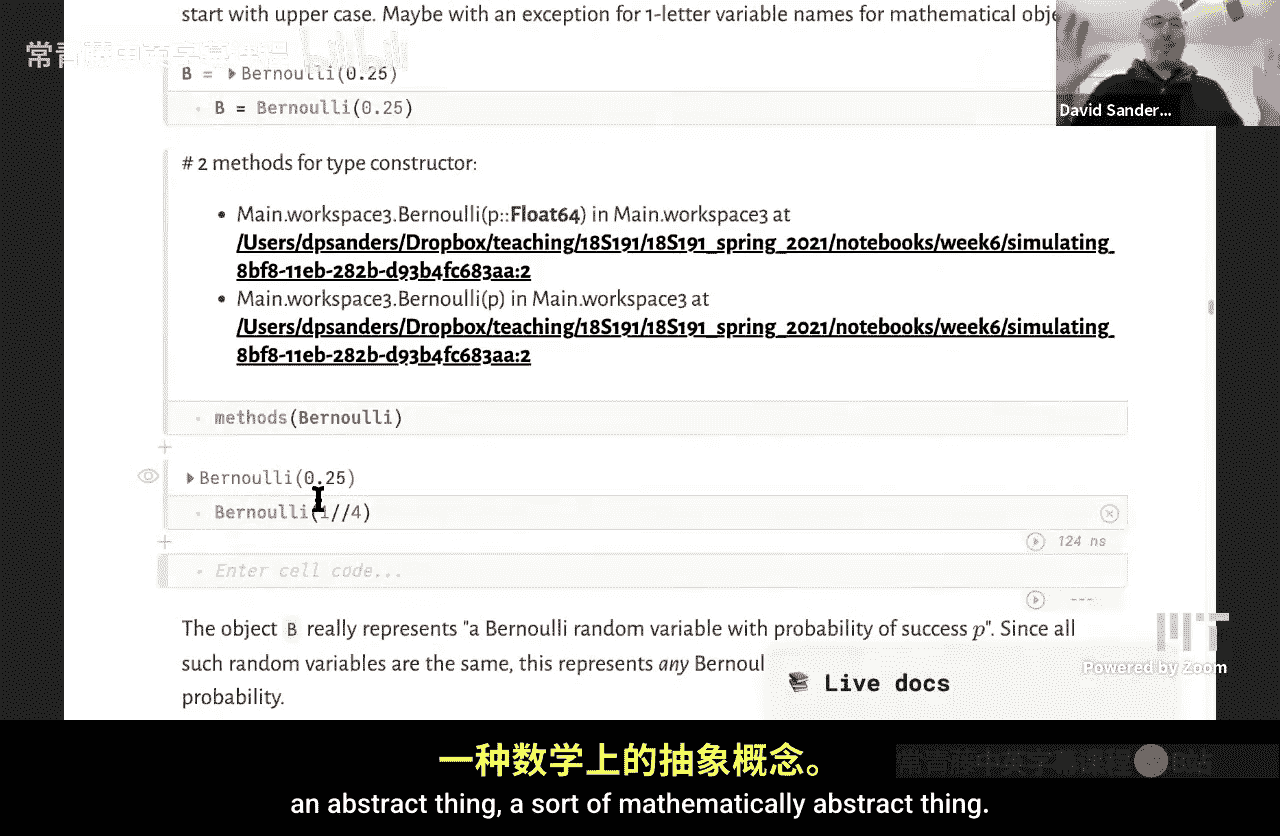 start with upper case. Maybe with an exception for 1-letter variable names for mathematical obje
B = Bernoulli(0.25)
B = Bernoulli(0.25)
David Sander...
# 2 methods for type constructor:
• Main.workspace3.Bernoulli(p::Float64) in Main.workspace3 at
/Users/dpsanders/Dropbox/teaching/18S191/18S191_spring_2021/notebooks/week6/simulating_
8bf8-11eb-282b-d93b4fc683aa:2
• Main.workspace3.Bernoulli(p) in Main.workspace3 at
/Users/dpsanders/Dropbox/teaching/18S191/18S191_spring_2021/notebooks/week6/simulating_
8bf8-11eb-282b-d93b4fc683aa:2
methods(Bernoulli)
Bernoulli(0.25)
Bernoulli(1//4)
124 ns
Enter cell code...
---
The object B really represents "a Bernoulli random variable with probability of success p". Since all
such random variables are the same, this represents any Bernoul
probability.
Live docs
MIT
Powered by Zoom
一种数学上的抽象概念。
an abstract thing, a sort of mathematically abstract thing.